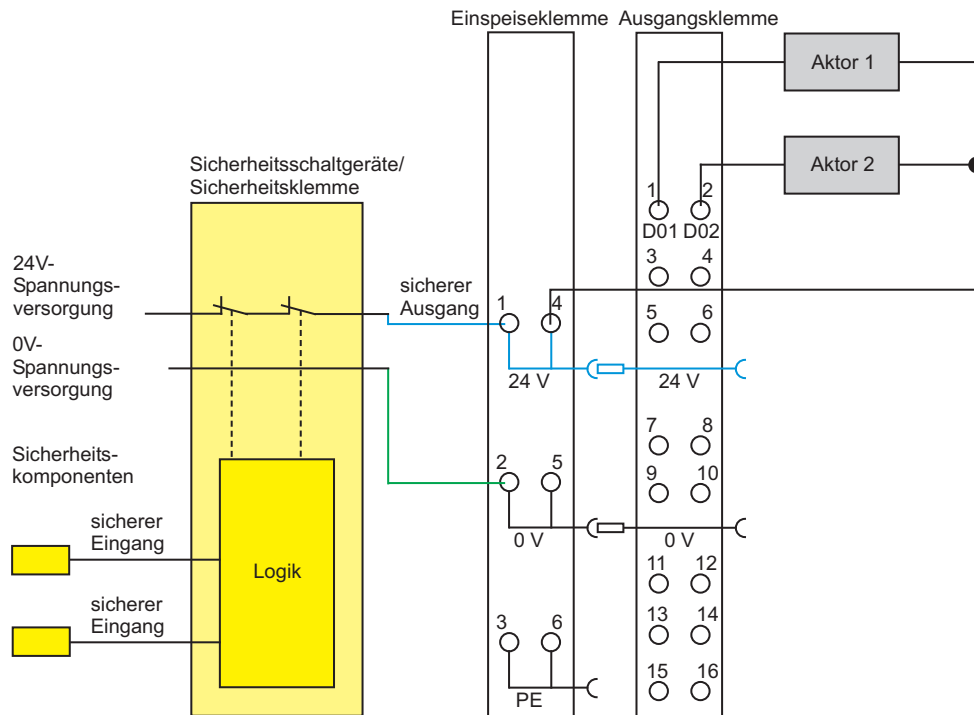 Einspeiseklemme
Ausgangsklemme
Aktor 1
Aktor 2
Sicherheitsschaltgeräte/
Sicherheitsklemme
24V-
Spannungs-
versorgung
0V-
Spannungs-
versorgung
Sicherheits-
komponenten
sicherer
Eingang
sicherer
Eingang
Logik
sicherer
Ausgang
1 4
24 V
2 5
0 V
3 6
PE
1 2
D01 D02
3 4
5 6
24 V
7 8
9 10
0 V
11 12
13 14
15 16